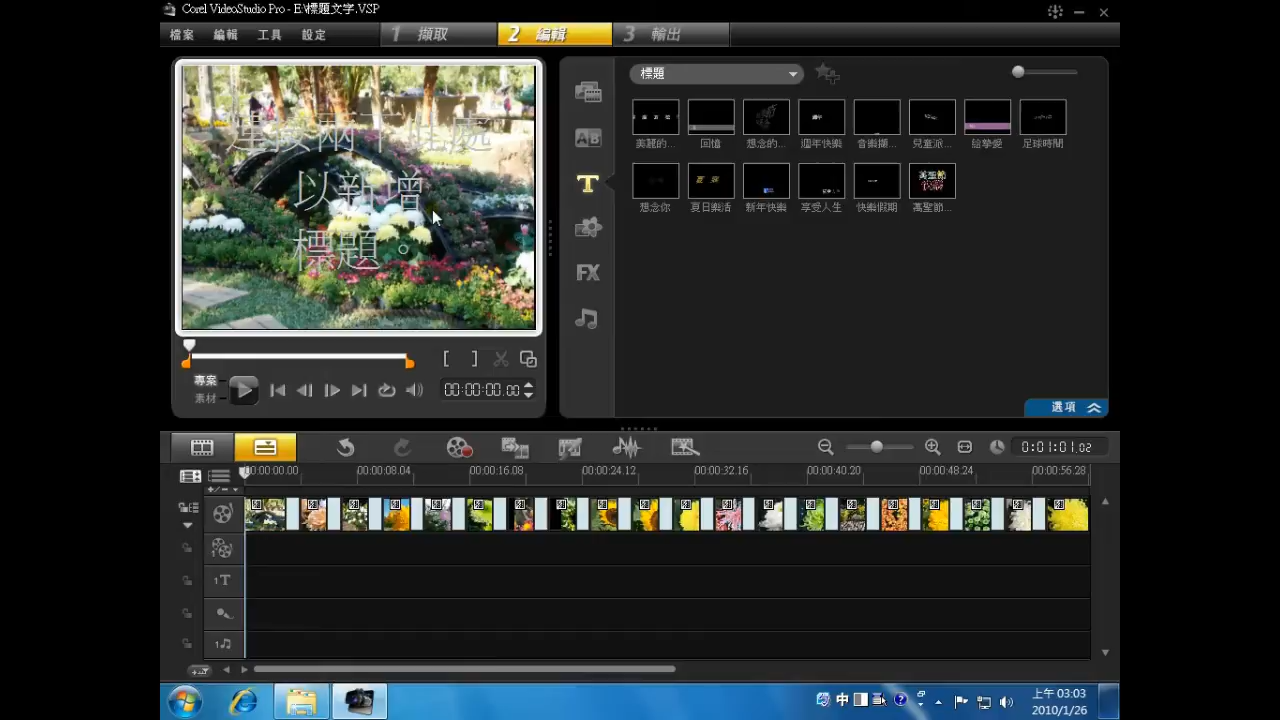 Corel VideoStudio Pro - E:\標題文字.VSP
檔案 編輯 工具 設定
1 擷取
2 編輯
3 輸出
連按兩下此處
以新增
標題。
標題
AB
T
FX
美麗的...
回憶
想念的...
週年快樂
音樂擷...
兒童派...
足球時間
想念你
夏日樂活
新年快樂
享受人生
快樂假期
萬聖節...
專案
素材
00:00:00.00
選項
0:01:01.02
00:00:00.00 00:00:08.04 00:00:16.08 00:00:24.12 00:00:32.16 00:00:40.20 00:00:48.24 00:00:56.28
1
1T
1
中
上午 03:03
2010/1/26